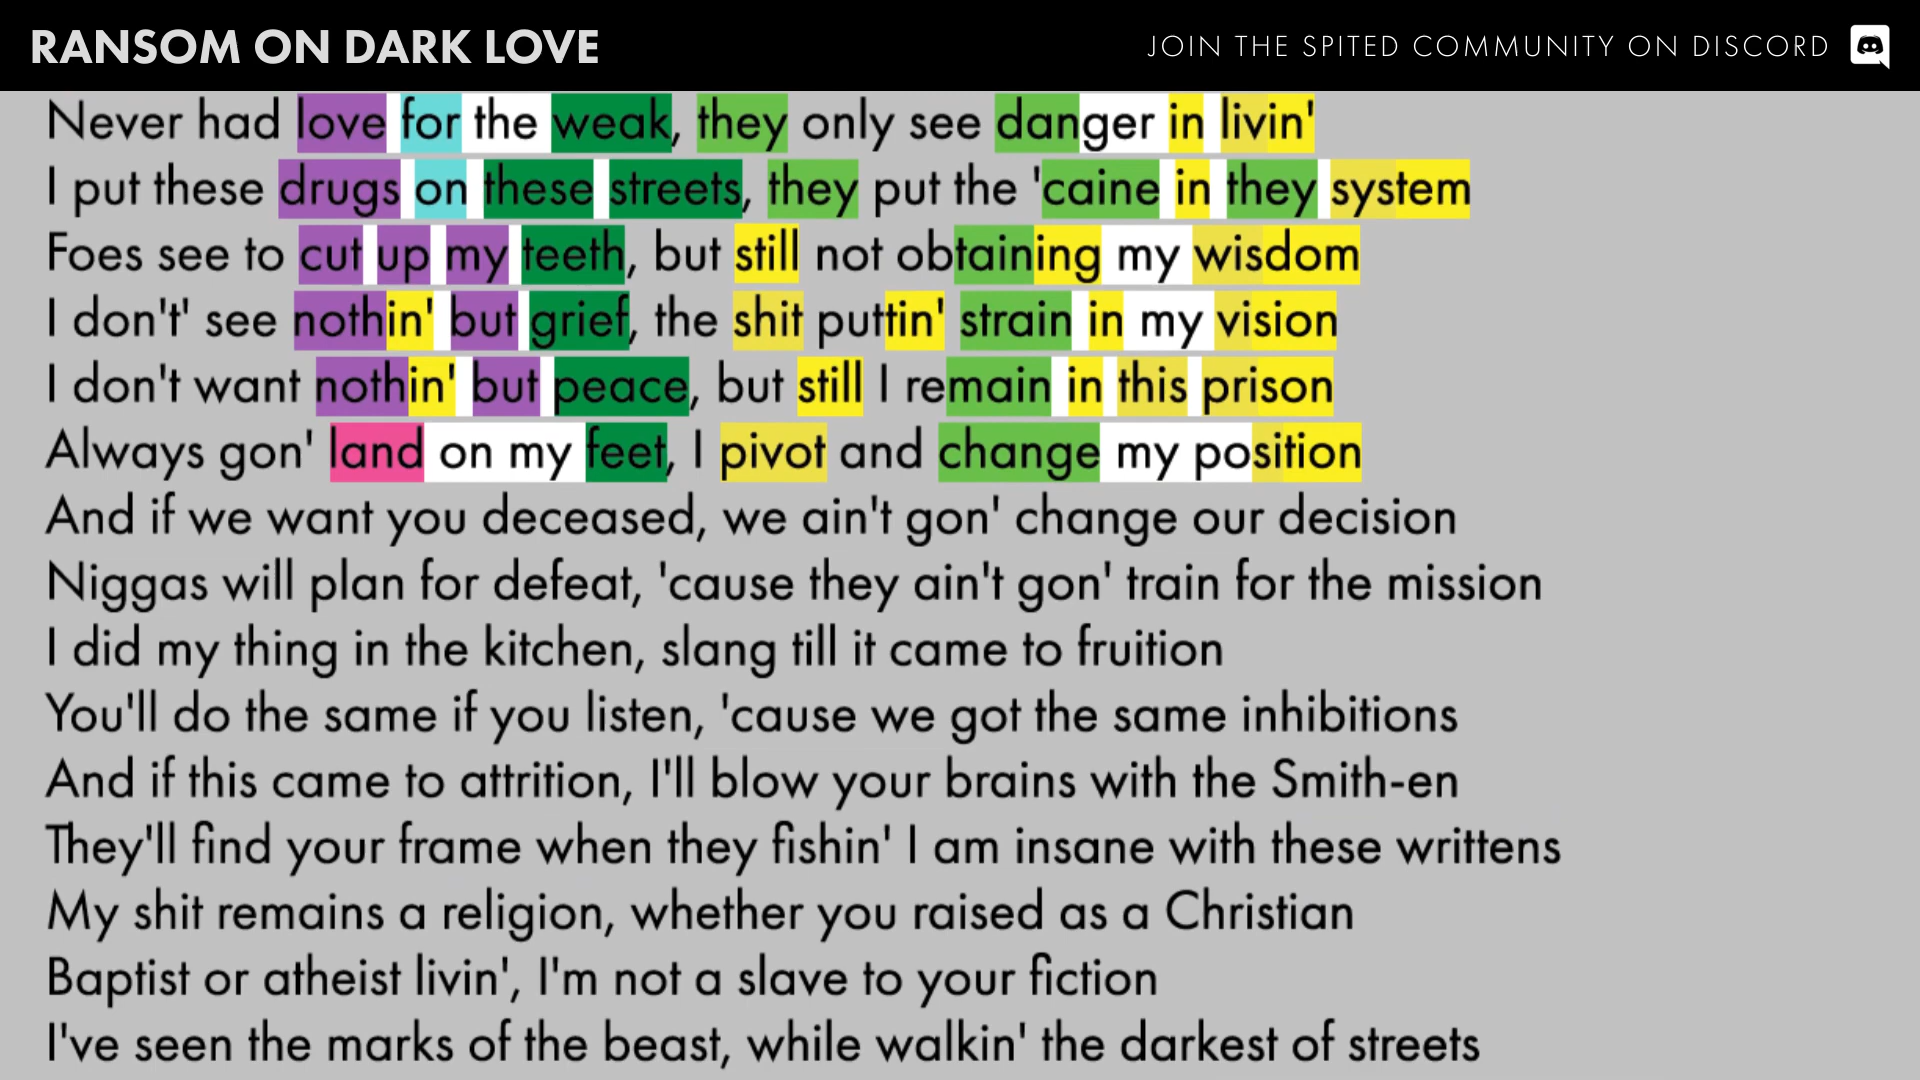 RANSOM ON DARK LOVE
JOIN THE SPITED COMMUNITY ON DISCORD
Never had love for the weak, they only see danger in livin'
I put these drugs on these streets, they put the 'caine in they system
Foes see to cut up my teeth, but still not obtaining my wisdom
I don't' see nothin' but grief, the shit puttin' strain in my vision
I don't want nothin' but peace, but still I remain in this prison
Always gon' land on my feet, I pivot and change my position
And if we want you deceased, we ain't gon' change our decision
Niggas will plan for defeat, 'cause they ain't gon' train for the mission
I did my thing in the kitchen, slang till it came to fruition
You'll do the same if you listen, 'cause we got the same inhibitions
And if this came to attrition, I'll blow your brains with the Smith-en
They'll find your frame when they fishin' I am insane with these writtens
My shit remains a religion, whether you raised as a Christian
Baptist or atheist livin', I'm not a slave to your fiction
I've seen the marks of the beast, while walkin' the darkest of streets